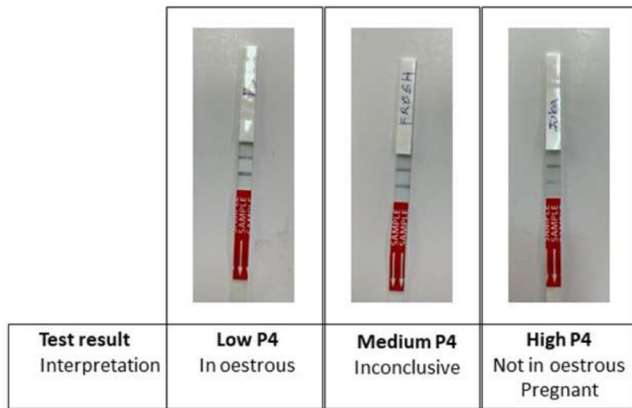 SAMPLE
SAMPLE
SAMPLE
SAMPLE
SAMPLE
SAMPLE
Test result
Interpretation
Low P4
In oestrous
Medium P4
Inconclusive
High P4
Not in oestrous
Pregnant